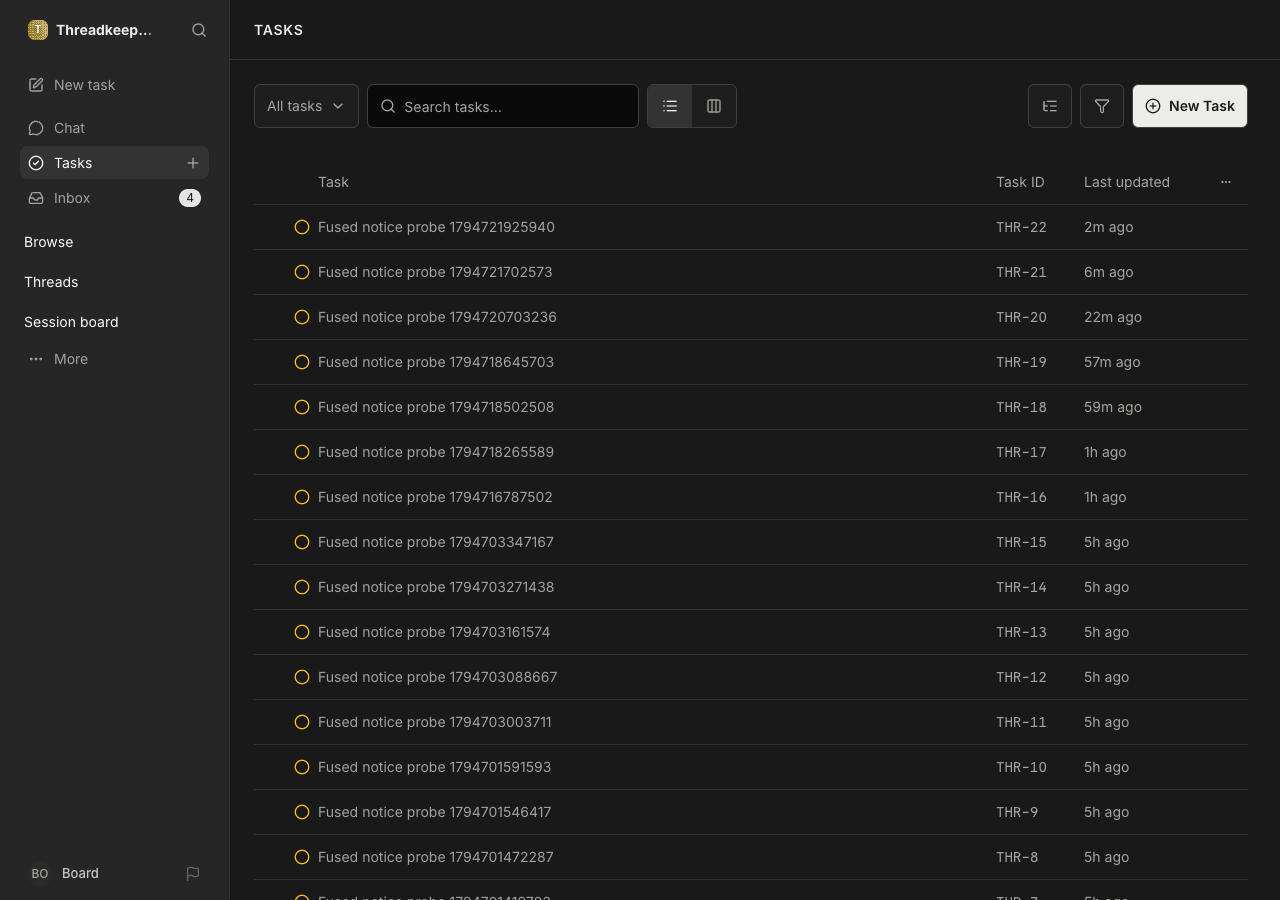 T Threadkeep...
New task
Chat
Tasks
Inbox 4
Browse
Threads
Session board
More
BO Board
TASKS
All tasks
Search tasks...
New Task
Task Task ID Last updated
Fused notice probe 1794721925940 THR-22 2m ago
Fused notice probe 1794721702573 THR-21 6m ago
Fused notice probe 1794720703236 THR-20 22m ago
Fused notice probe 1794718645703 THR-19 57m ago
Fused notice probe 1794718502508 THR-18 59m ago
Fused notice probe 1794718265589 THR-17 1h ago
Fused notice probe 1794716787502 THR-16 1h ago
Fused notice probe 1794703347167 THR-15 5h ago
Fused notice probe 1794703271438 THR-14 5h ago
Fused notice probe 1794703161574 THR-13 5h ago
Fused notice probe 1794703088667 THR-12 5h ago
Fused notice probe 1794703003711 THR-11 5h ago
Fused notice probe 1794701591593 THR-10 5h ago
Fused notice probe 1794701546417 THR-9 5h ago
Fused notice probe 1794701472287 THR-8 5h ago
Fused notice probe